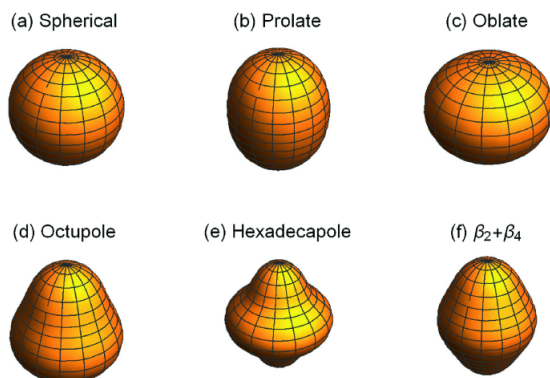 (a) Spherical
(b) Prolate
(c) Oblate
(d) Octupole
(e) Hexadecapole
(f) β₂+β₄